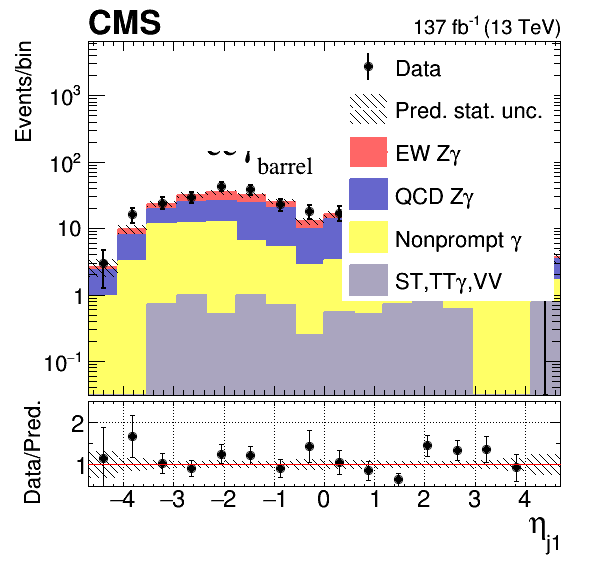 CMS
137 fb⁻¹ (13 TeV)
Events/bin
10³
10²
10
1
10⁻¹
Data
Pred. stat. unc.
EW Zγ
QCD Zγ
Nonprompt γ
ST,TTγ,VV
barrel
Data/Pred.
2
1
−4 −3 −2 −1 0 1 2 3 4
η_j1